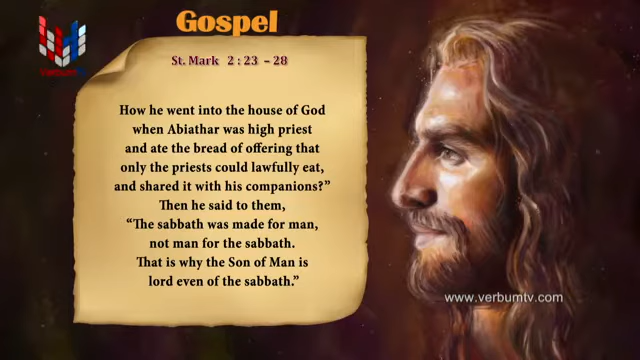 Gospel
St. Mark 2 : 23 - 28
How he went into the house of God
when Abiathar was high priest
and ate the bread of offering that
only the priests could lawfully eat,
and shared it with his companions?”
Then he said to them,
“The sabbath was made for man,
not man for the sabbath.
That is why the Son of Man is
lord even of the sabbath.”
VERBUMTV
www.verbumtv.com